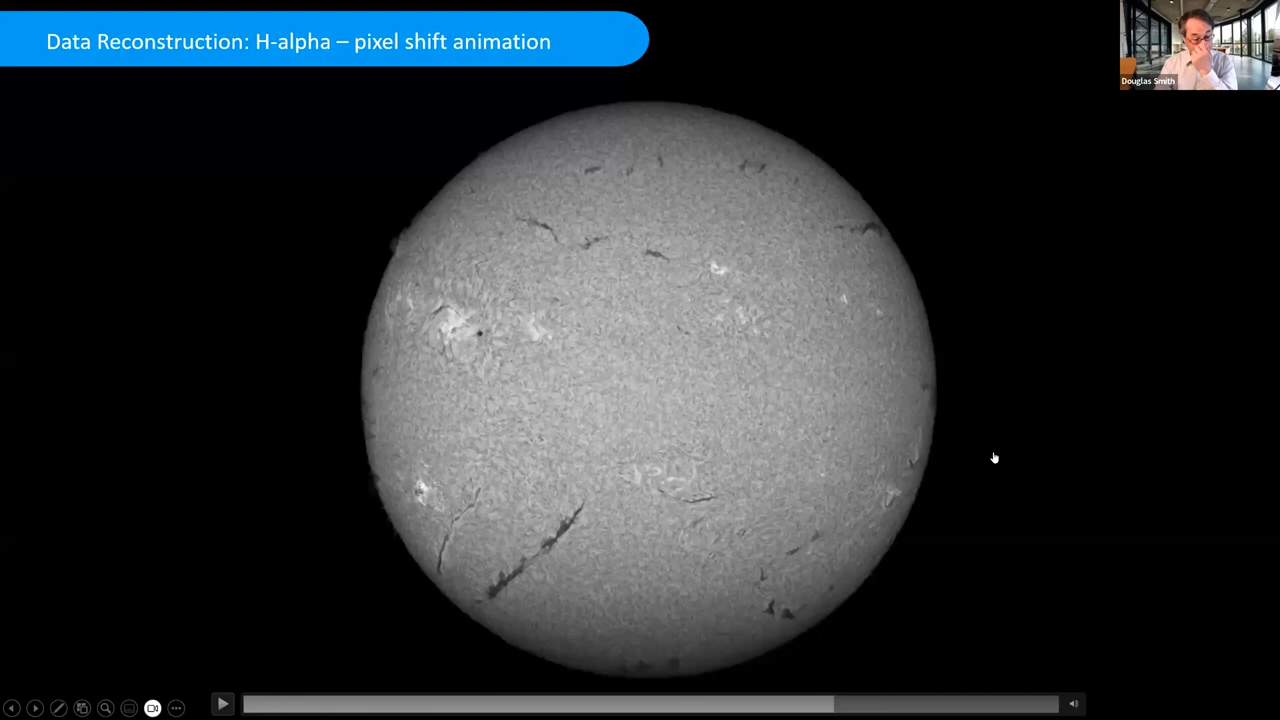 Data Reconstruction: H-alpha – pixel shift animation
Douglas Smith